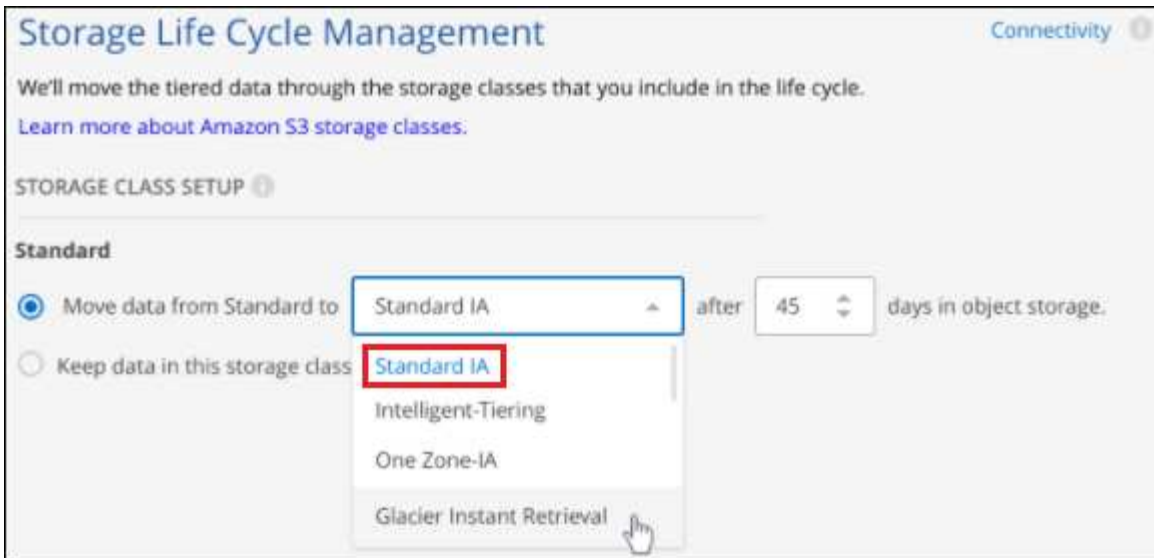 Storage Life Cycle Management
Connectivity
We'll move the tiered data through the storage classes that you include in the life cycle.
Learn more about Amazon S3 storage classes.
STORAGE CLASS SETUP
Standard
Move data from Standard to Standard IA after 45 days in object storage.
Keep data in this storage class
Standard IA
Intelligent-Tiering
One Zone-IA
Glacier Instant Retrieval